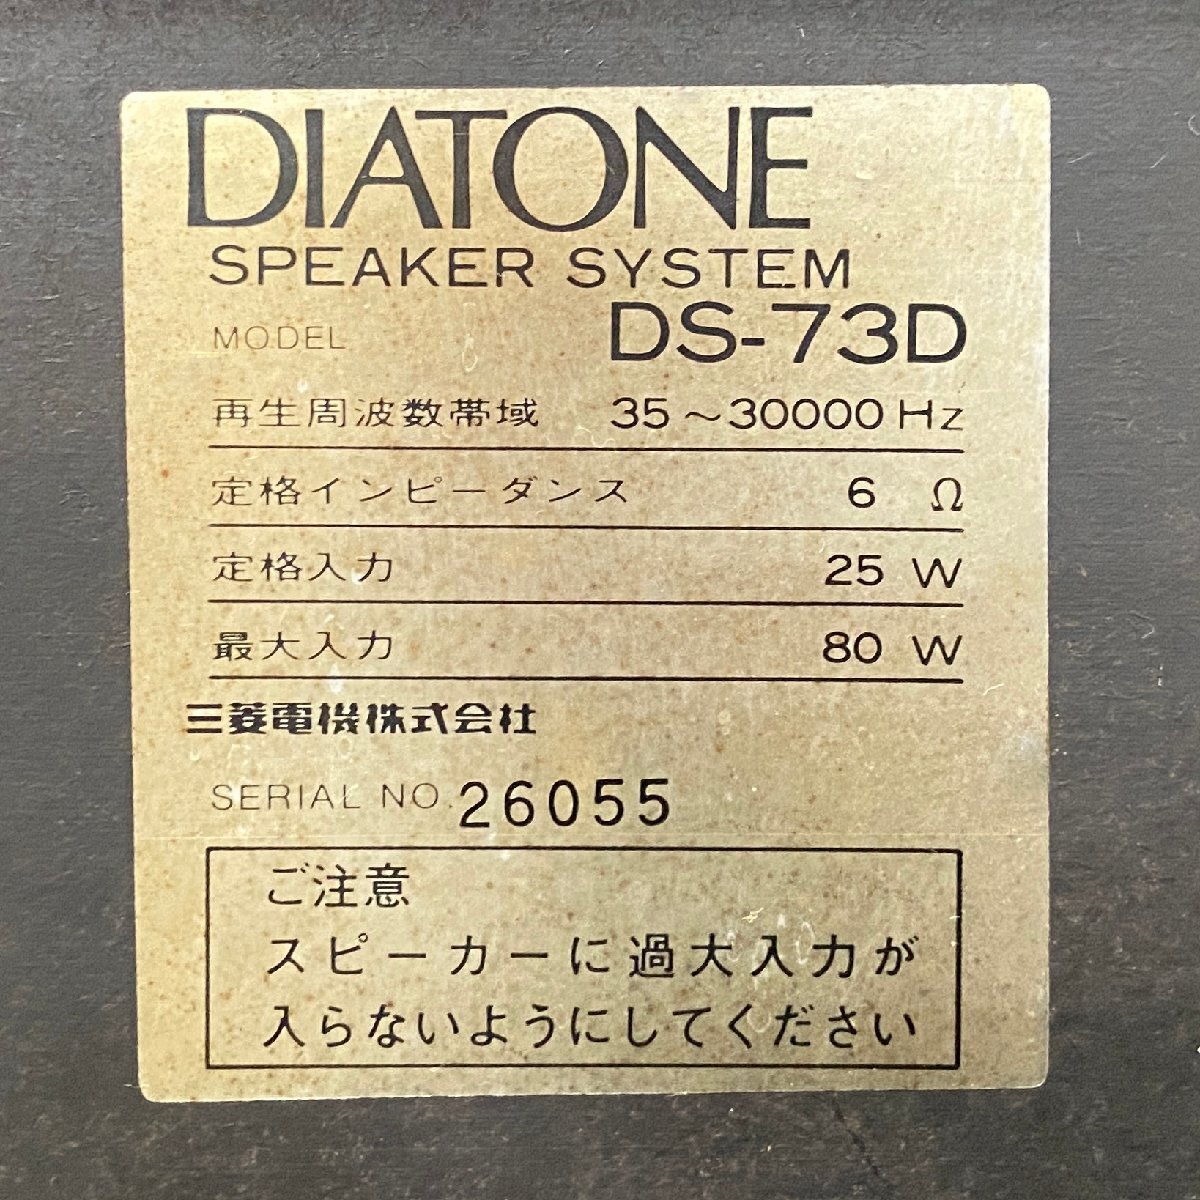 DIATONE
SPEAKER SYSTEM
MODEL DS-73D
再生周波数帯域 35~30000 Hz
定格インピーダンス 6 Ω
定格入力 25 W
最大入力 80 W
三菱電機株式会社
SERIAL NO. 26055
ご注意
スピーカーに過大入力が
入らないようにしてください